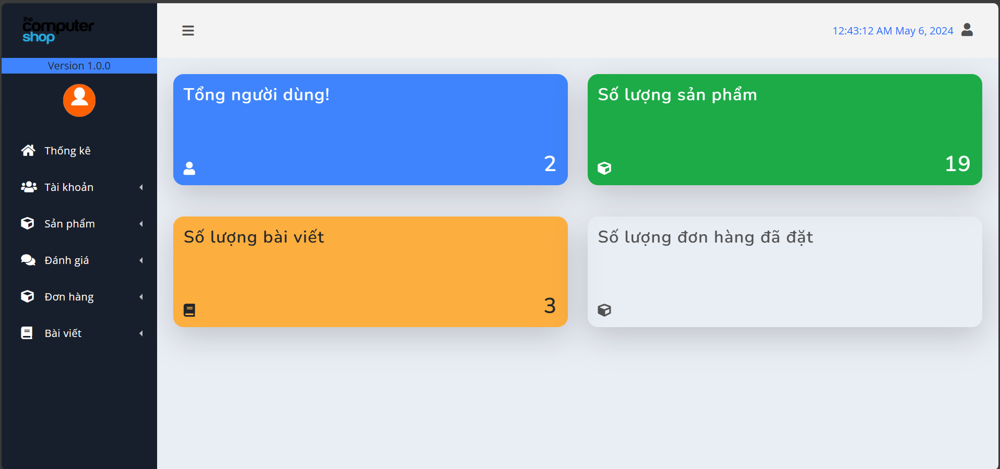 the
computer
shop
12:43:12 AM May 6, 2024
Version 1.0.0
Thống kê
Tài khoản
Sản phẩm
Đánh giá
Đơn hàng
Bài viết
Tổng người dùng!
2
Số lượng sản phẩm
19
Số lượng bài viết
3
Số lượng đơn hàng đã đặt